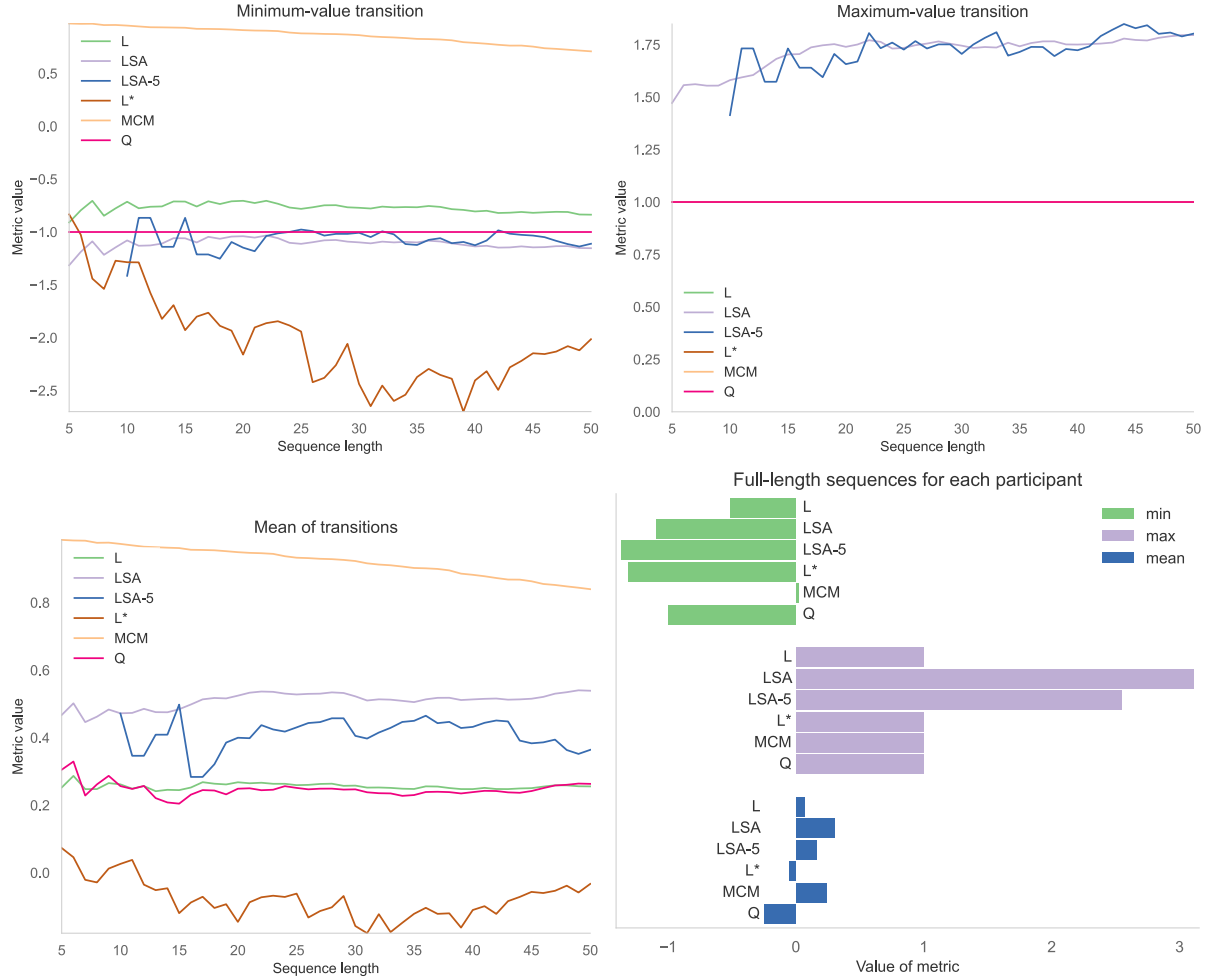 Minimum-value transition
Metric value
0.5
0.0
−0.5
−1.0
−1.5
−2.0
−2.5
L
LSA
LSA-5
L*
MCM
Q
5 10 15 20 25 30 35 40 45 50
Sequence length
Maximum-value transition
Metric value
1.75
1.50
1.25
1.00
0.75
0.50
0.25
0.00
L
LSA
LSA-5
L*
MCM
Q
5 10 15 20 25 30 35 40 45 50
Sequence length
Mean of transitions
Metric value
0.8
0.6
0.4
0.2
0.0
L
LSA
LSA-5
L*
MCM
Q
5 10 15 20 25 30 35 40 45 50
Sequence length
Full-length sequences for each participant
min
max
mean
L
LSA
LSA-5
L*
MCM
Q
L
LSA
LSA-5
L*
MCM
Q
L
LSA
LSA-5
L*
MCM
Q
−1 0 1 2 3
Value of metric